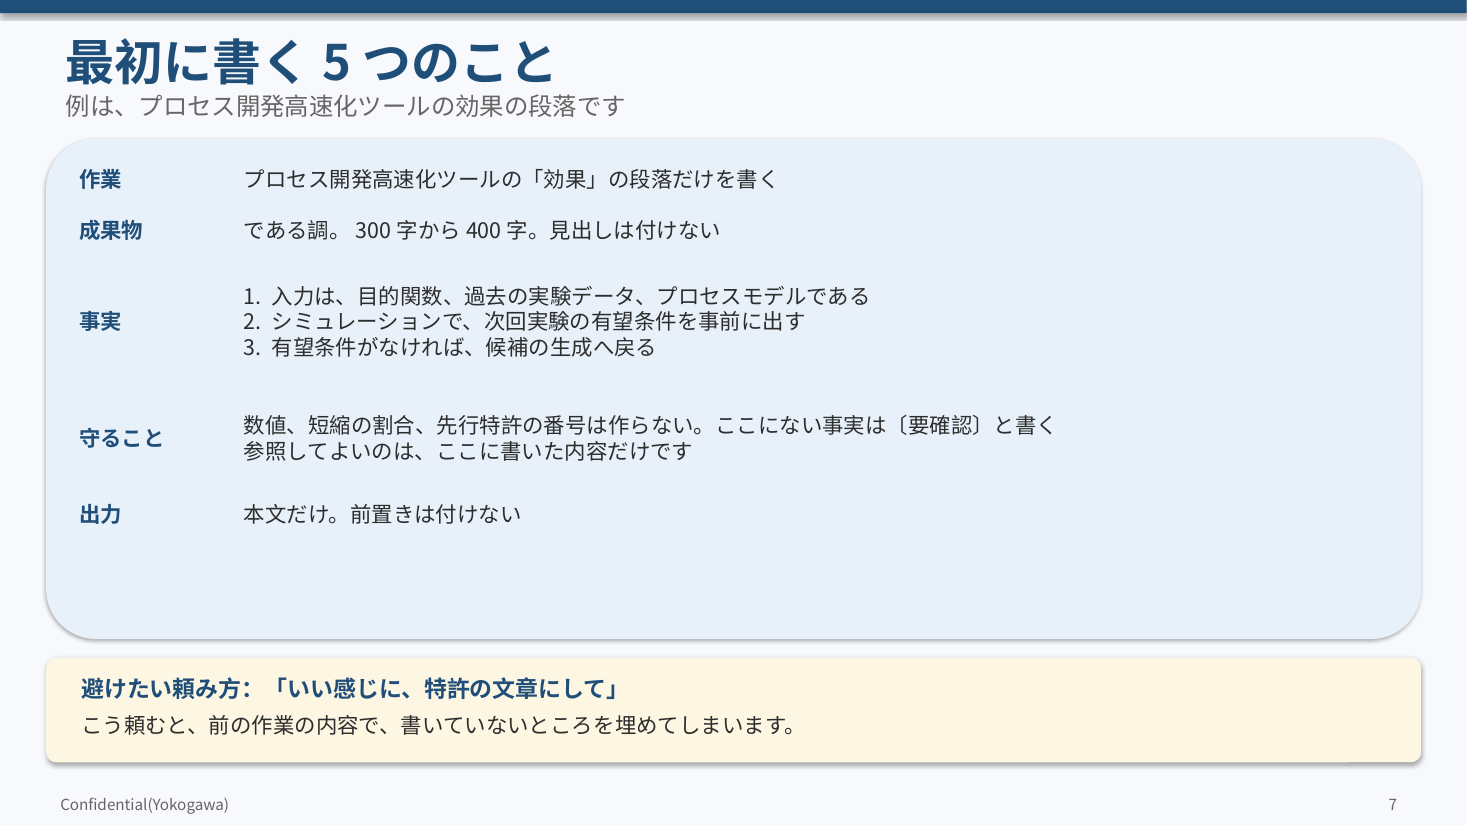 最初に書く 5 つのこと
例は、プロセス開発高速化ツールの効果の段落です
作業 プロセス開発高速化ツールの「効果」の段落だけを書く
成果物 である調。 300 字から 400 字。見出しは付けない
1. 入力は、目的関数、過去の実験データ、プロセスモデルである
事実 2. シミュレーションで、次回実験の有望条件を事前に出す
3. 有望条件がなければ、候補の生成へ戻る
守ること 数値、短縮の割合、先行特許の番号は作らない。ここにない事実は〔要確認〕と書く
参照してよいのは、ここに書いた内容だけです
出力 本文だけ。前置きは付けない
避けたい頼み方: 「いい感じに、特許の文章にして」
こう頼むと、前の作業の内容で、書いていないところを埋めてしまいます。
Confidential(Yokogawa) 7